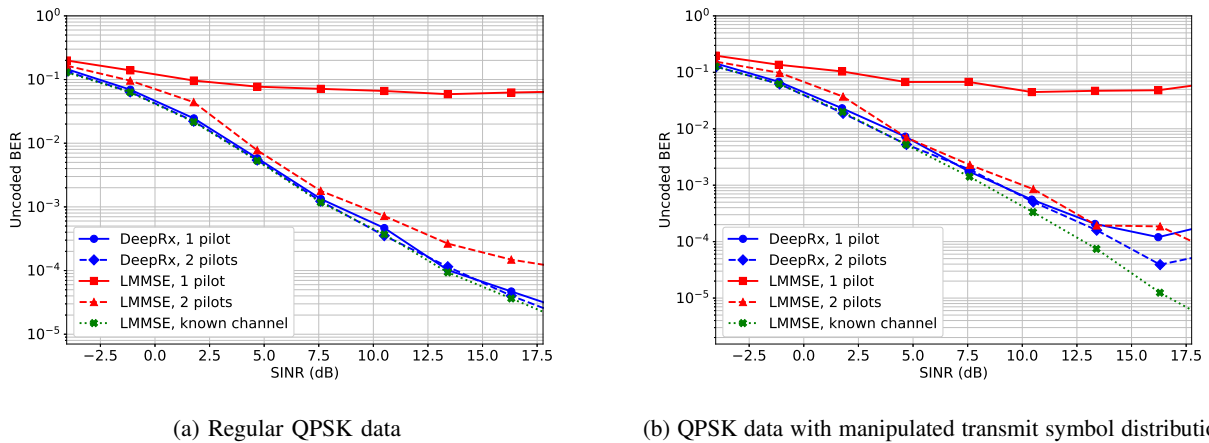 10⁰
10⁻¹
10⁻²
10⁻³
10⁻⁴
10⁻⁵
Uncoded BER
DeepRx, 1 pilot
DeepRx, 2 pilots
LMMSE, 1 pilot
LMMSE, 2 pilots
LMMSE, known channel
−2.5 0.0 2.5 5.0 7.5 10.0 12.5 15.0 17.5
SINR (dB)
(a) Regular QPSK data
10⁰
10⁻¹
10⁻²
10⁻³
10⁻⁴
10⁻⁵
Uncoded BER
DeepRx, 1 pilot
DeepRx, 2 pilots
LMMSE, 1 pilot
LMMSE, 2 pilots
LMMSE, known channel
−2.5 0.0 2.5 5.0 7.5 10.0 12.5 15.0 17.5
SINR (dB)
(b) QPSK data with manipulated transmit symbol distributi